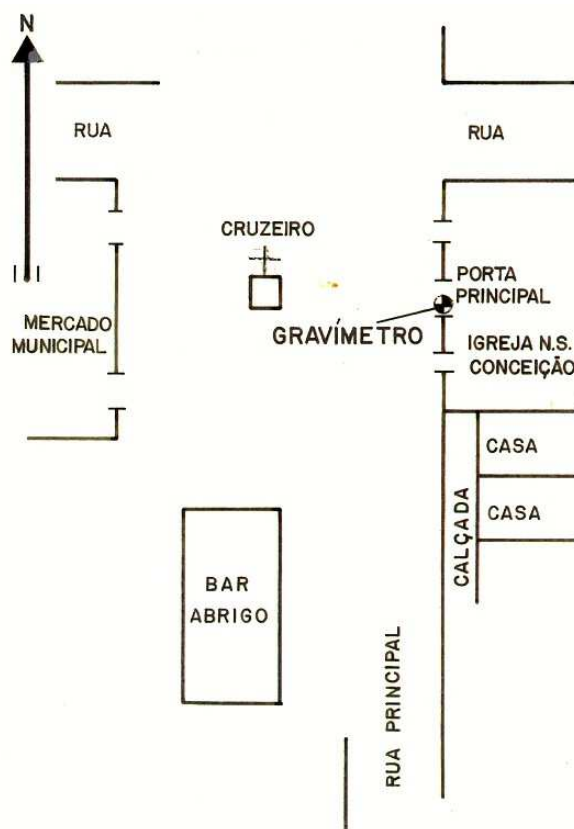 N
RUA
RUA
CRUZEIRO
PORTA
PRINCIPAL
GRAVÍMETRO
MERCADO
MUNICIPAL
IGREJA N.S.
CONCEIÇÃO
CASA
CASA
CALÇADA
BAR
ABRIGO
RUA PRINCIPAL